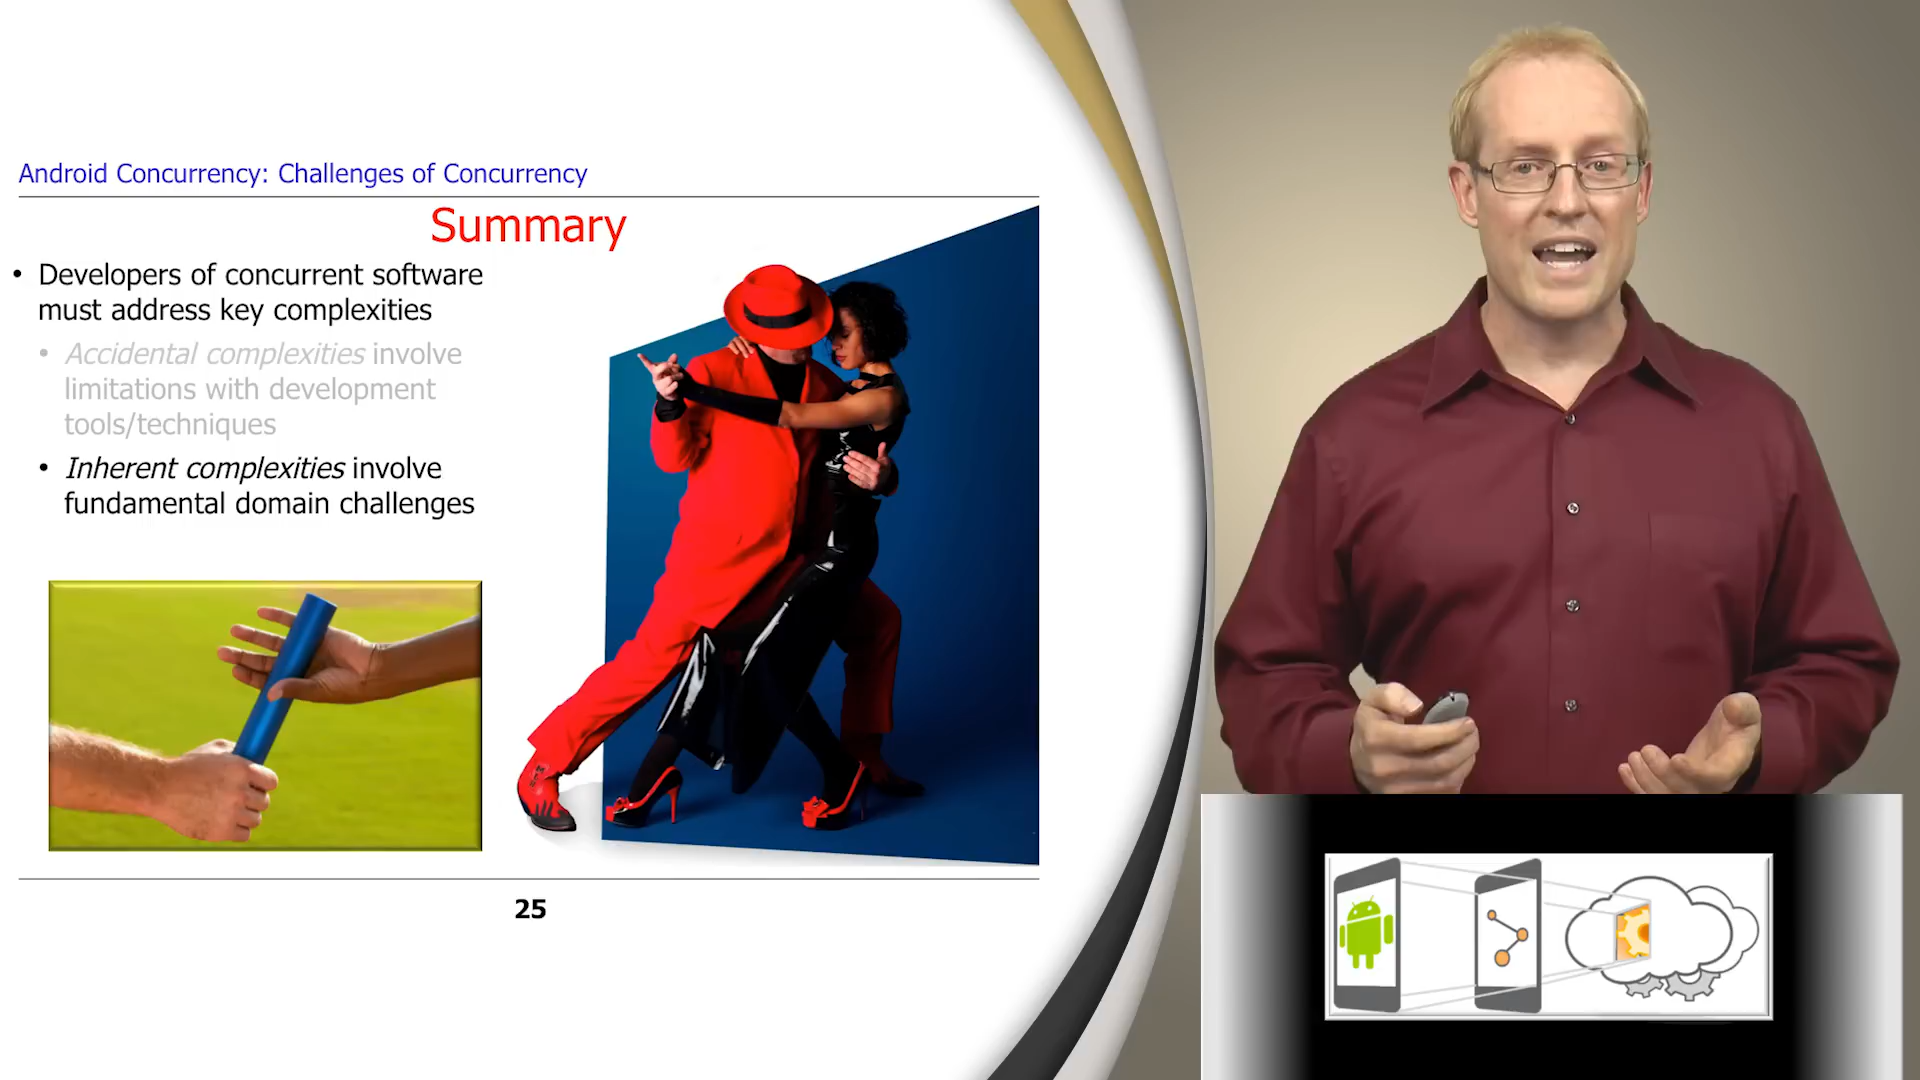 Android Concurrency: Challenges of Concurrency
Summary
• Developers of concurrent software
must address key complexities
• Accidental complexities involve
limitations with development
tools/techniques
• Inherent complexities involve
fundamental domain challenges
25